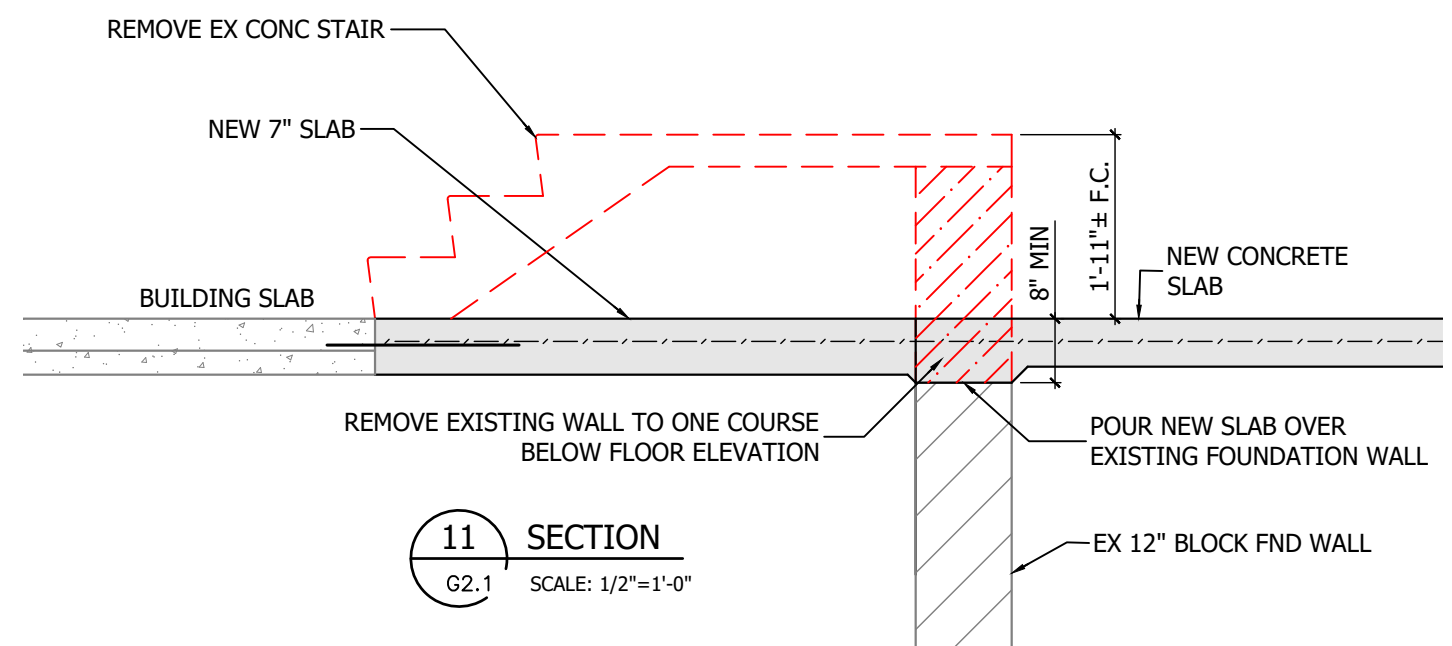 REMOVE EX CONC STAIR
NEW 7" SLAB
BUILDING SLAB
8" MIN
1'-11"± F.C.
NEW CONCRETE
SLAB
REMOVE EXISTING WALL TO ONE COURSE
BELOW FLOOR ELEVATION
POUR NEW SLAB OVER
EXISTING FOUNDATION WALL
EX 12" BLOCK FND WALL
11 SECTION
G2.1 SCALE: 1/2"=1'-0"